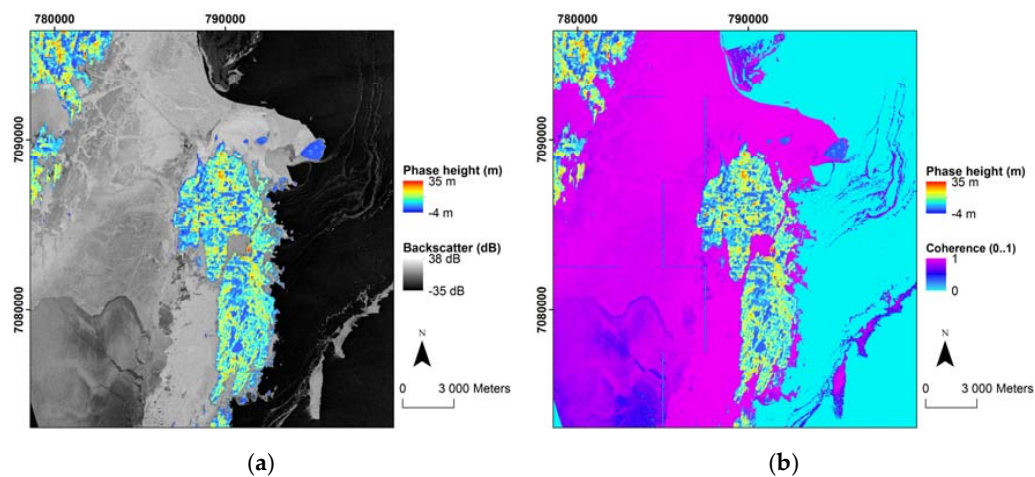 780000 790000
7090000
7080000
Phase height (m)
35 m
-4 m
Backscatter (dB)
38 dB
-35 dB
N
0 3 000 Meters
(a)
780000 790000
7090000
7080000
Phase height (m)
35 m
-4 m
Coherence (0..1)
1
0
N
0 3 000 Meters
(b)